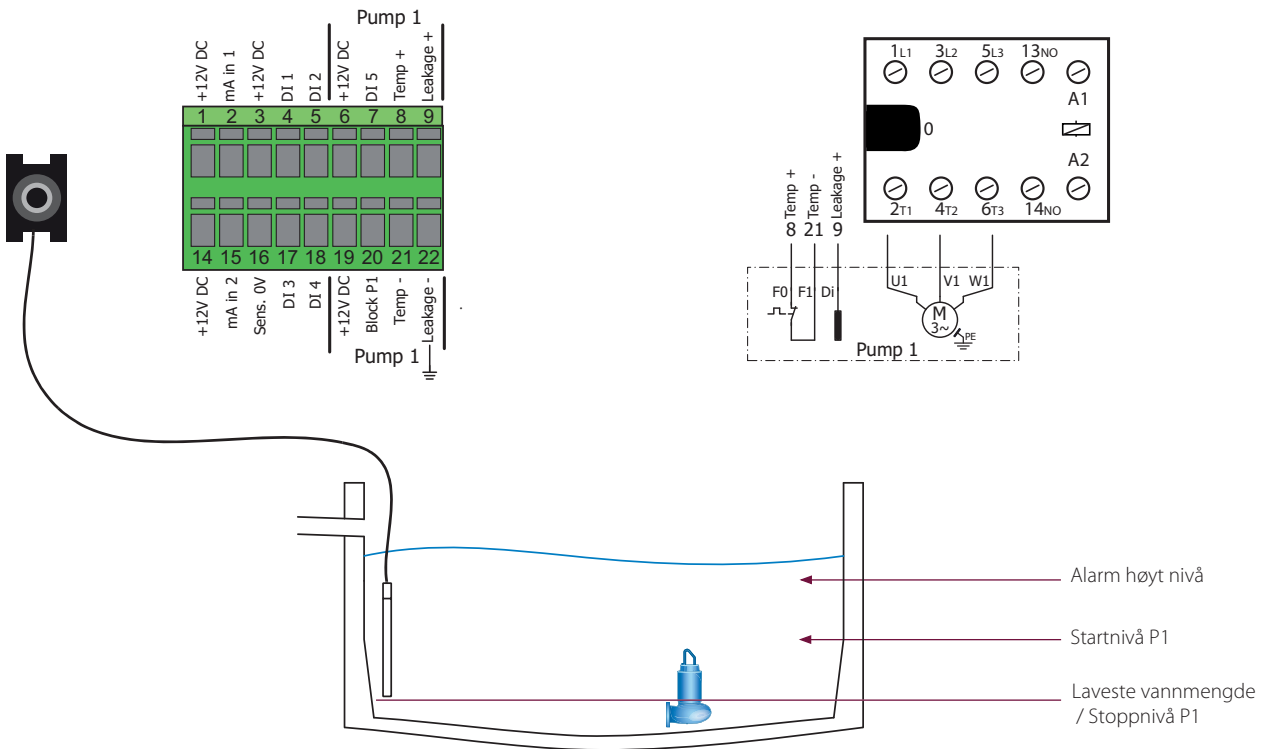 Pump 1
+12V DC
mA in 1
+12V DC
DI 1
DI 2
+12V DC
DI 5
Temp +
Leakage +
1 2 3 4 5 6 7 8 9
14 15 16 17 18 19 20 21 22
+12V DC
mA in 2
Sens. 0V
DI 3
DI 4
+12V DC
Block P1
Temp -
Leakage -
Pump 1
1L1 3L2 5L3 13NO
A1
0
A2
2T1 4T2 6T3 14NO
8 Temp +
21 Temp -
9 Leakage +
F0 F1 Di U1 V1 W1
M
3~
PE
Pump 1
Alarm høyt nivå
Startnivå P1
Laveste vannmengde
/ Stoppnivå P1